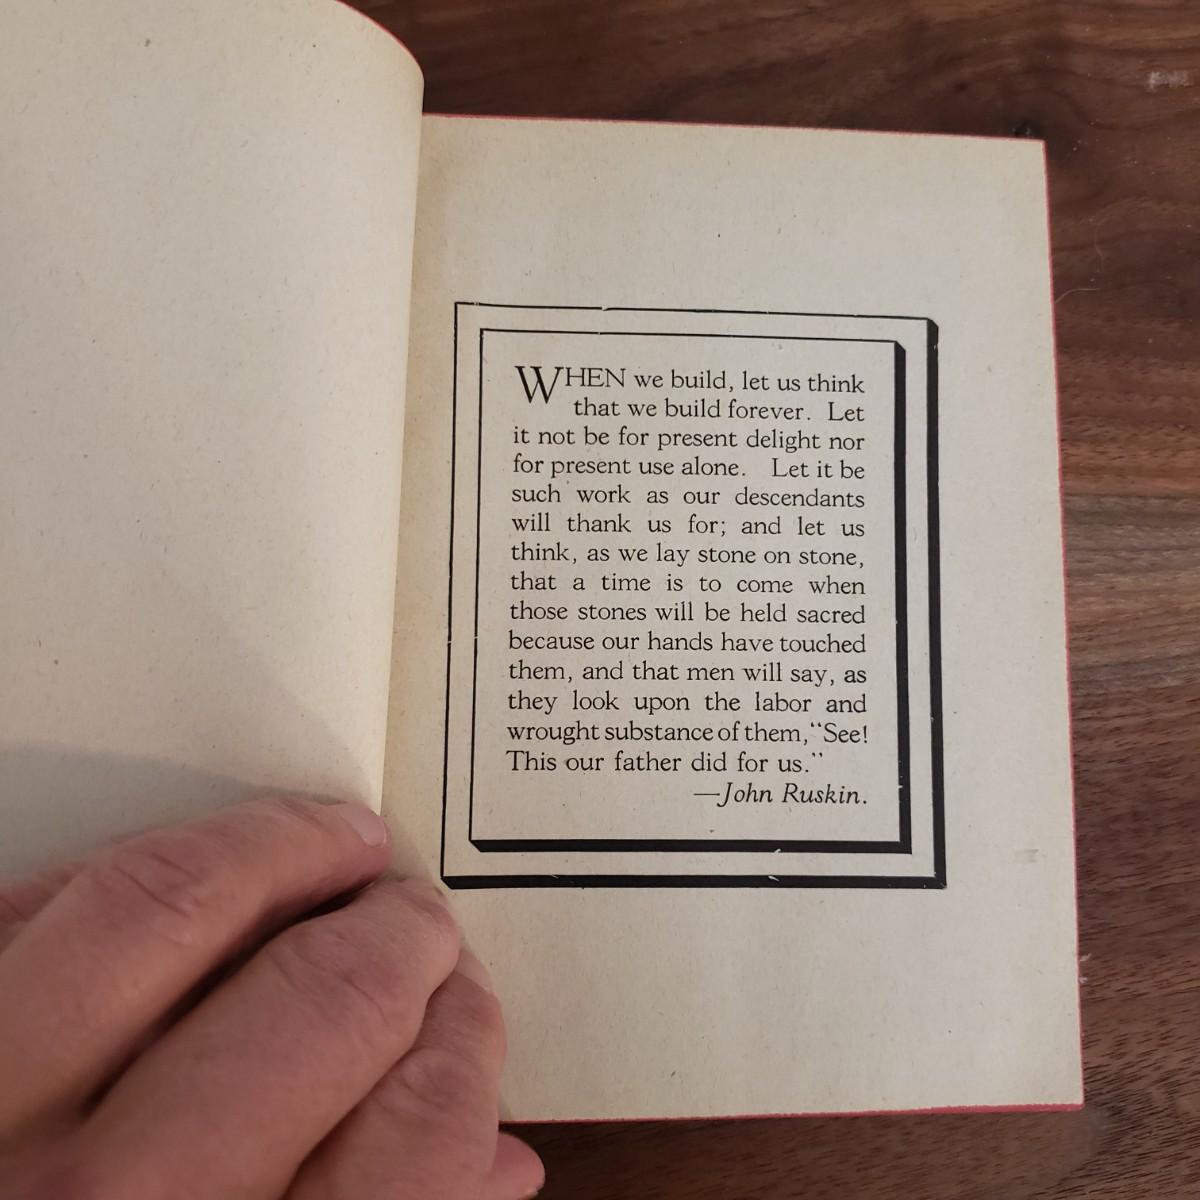 WHEN we build, let us think
that we build forever. Let
it not be for present delight nor
for present use alone. Let it be
such work as our descendants
will thank us for; and let us
think, as we lay stone on stone,
that a time is to come when
those stones will be held sacred
because our hands have touched
them, and that men will say, as
they look upon the labor and
wrought substance of them, "See!
This our father did for us."
—John Ruskin.